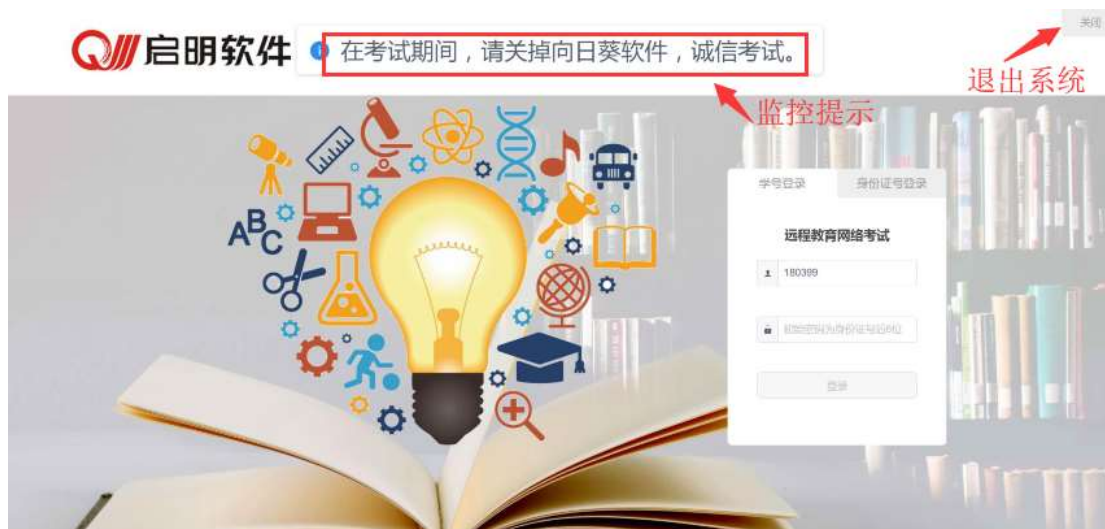 启明软件
在考试期间，请关掉向日葵软件，诚信考试。
关闭
退出系统
监控提示
学号登录 身份证号登录
远程教育网络考试
180399
初始密码为身份证号后6位
登录
ABC